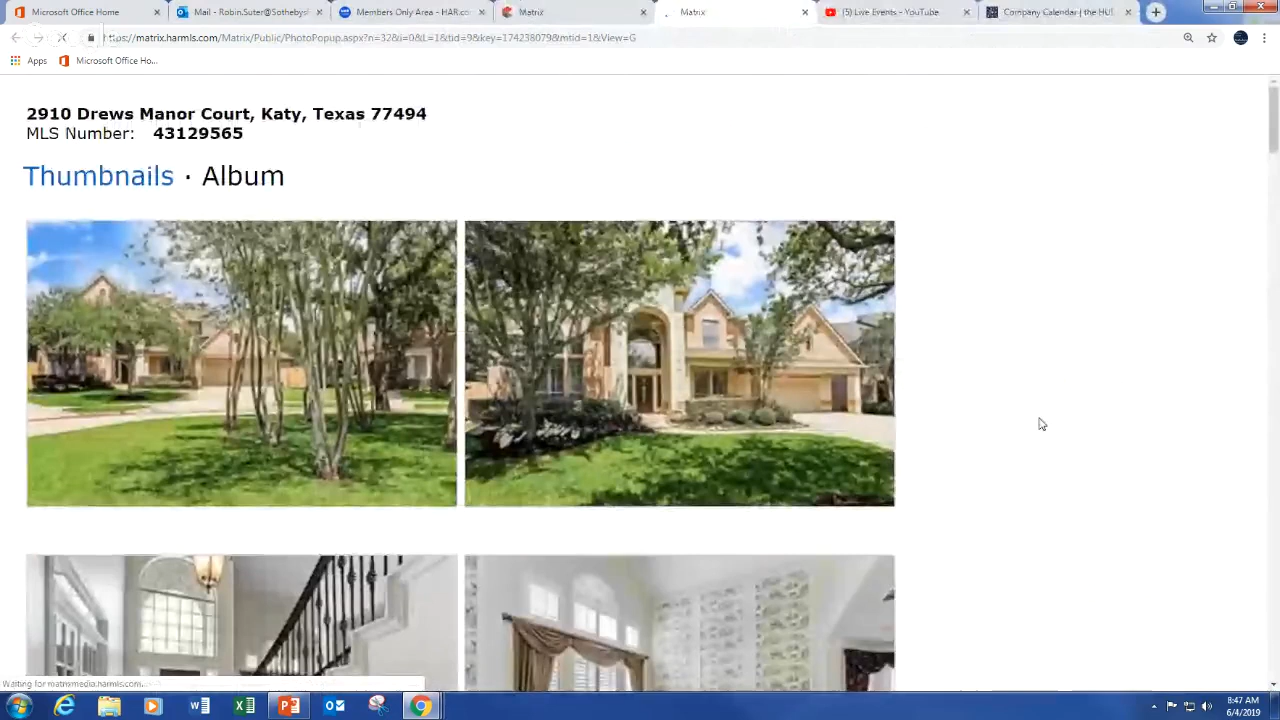 Microsoft Office Home
Mail - Robin.Suter@Sothebys
Members Only Area - HAR.com
Matrix
Matrix
(5) Live Events - YouTube
Company Calendar | the HU
https://matrix.harmls.com/Matrix/Public/PhotoPopup.aspx?n=32&i=0&L=1&tid=9&key=174238079&mtid=1&View=G
Apps
Microsoft Office Ho...
2910 Drews Manor Court, Katy, Texas 77494
MLS Number: 43129565
Thumbnails · Album
Waiting for matrixmedia.harmls.com...
8:47 AM
6/4/2019